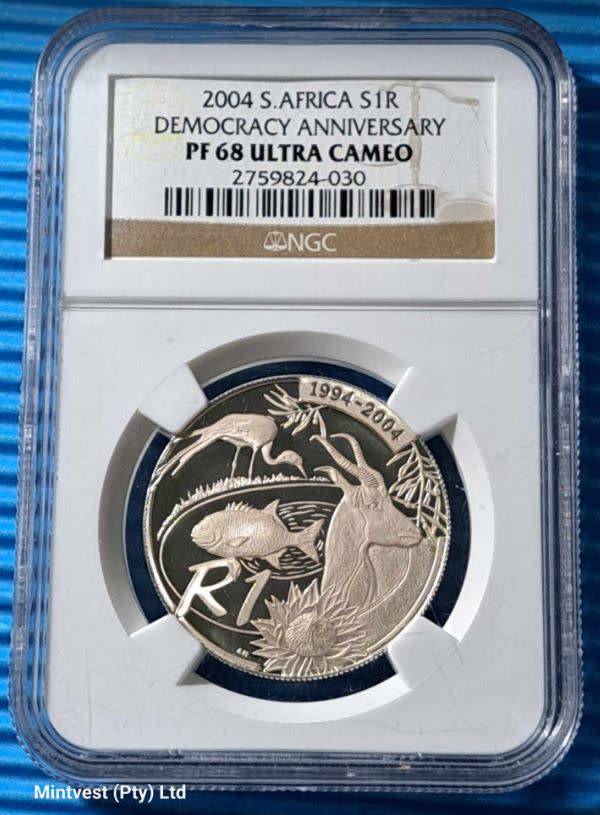 2004 S.AFRICA S1R
DEMOCRACY ANNIVERSARY
PF 68 ULTRA CAMEO
2759824-030
NGC
1994-2004
R1
Mintvest (Pty) Ltd